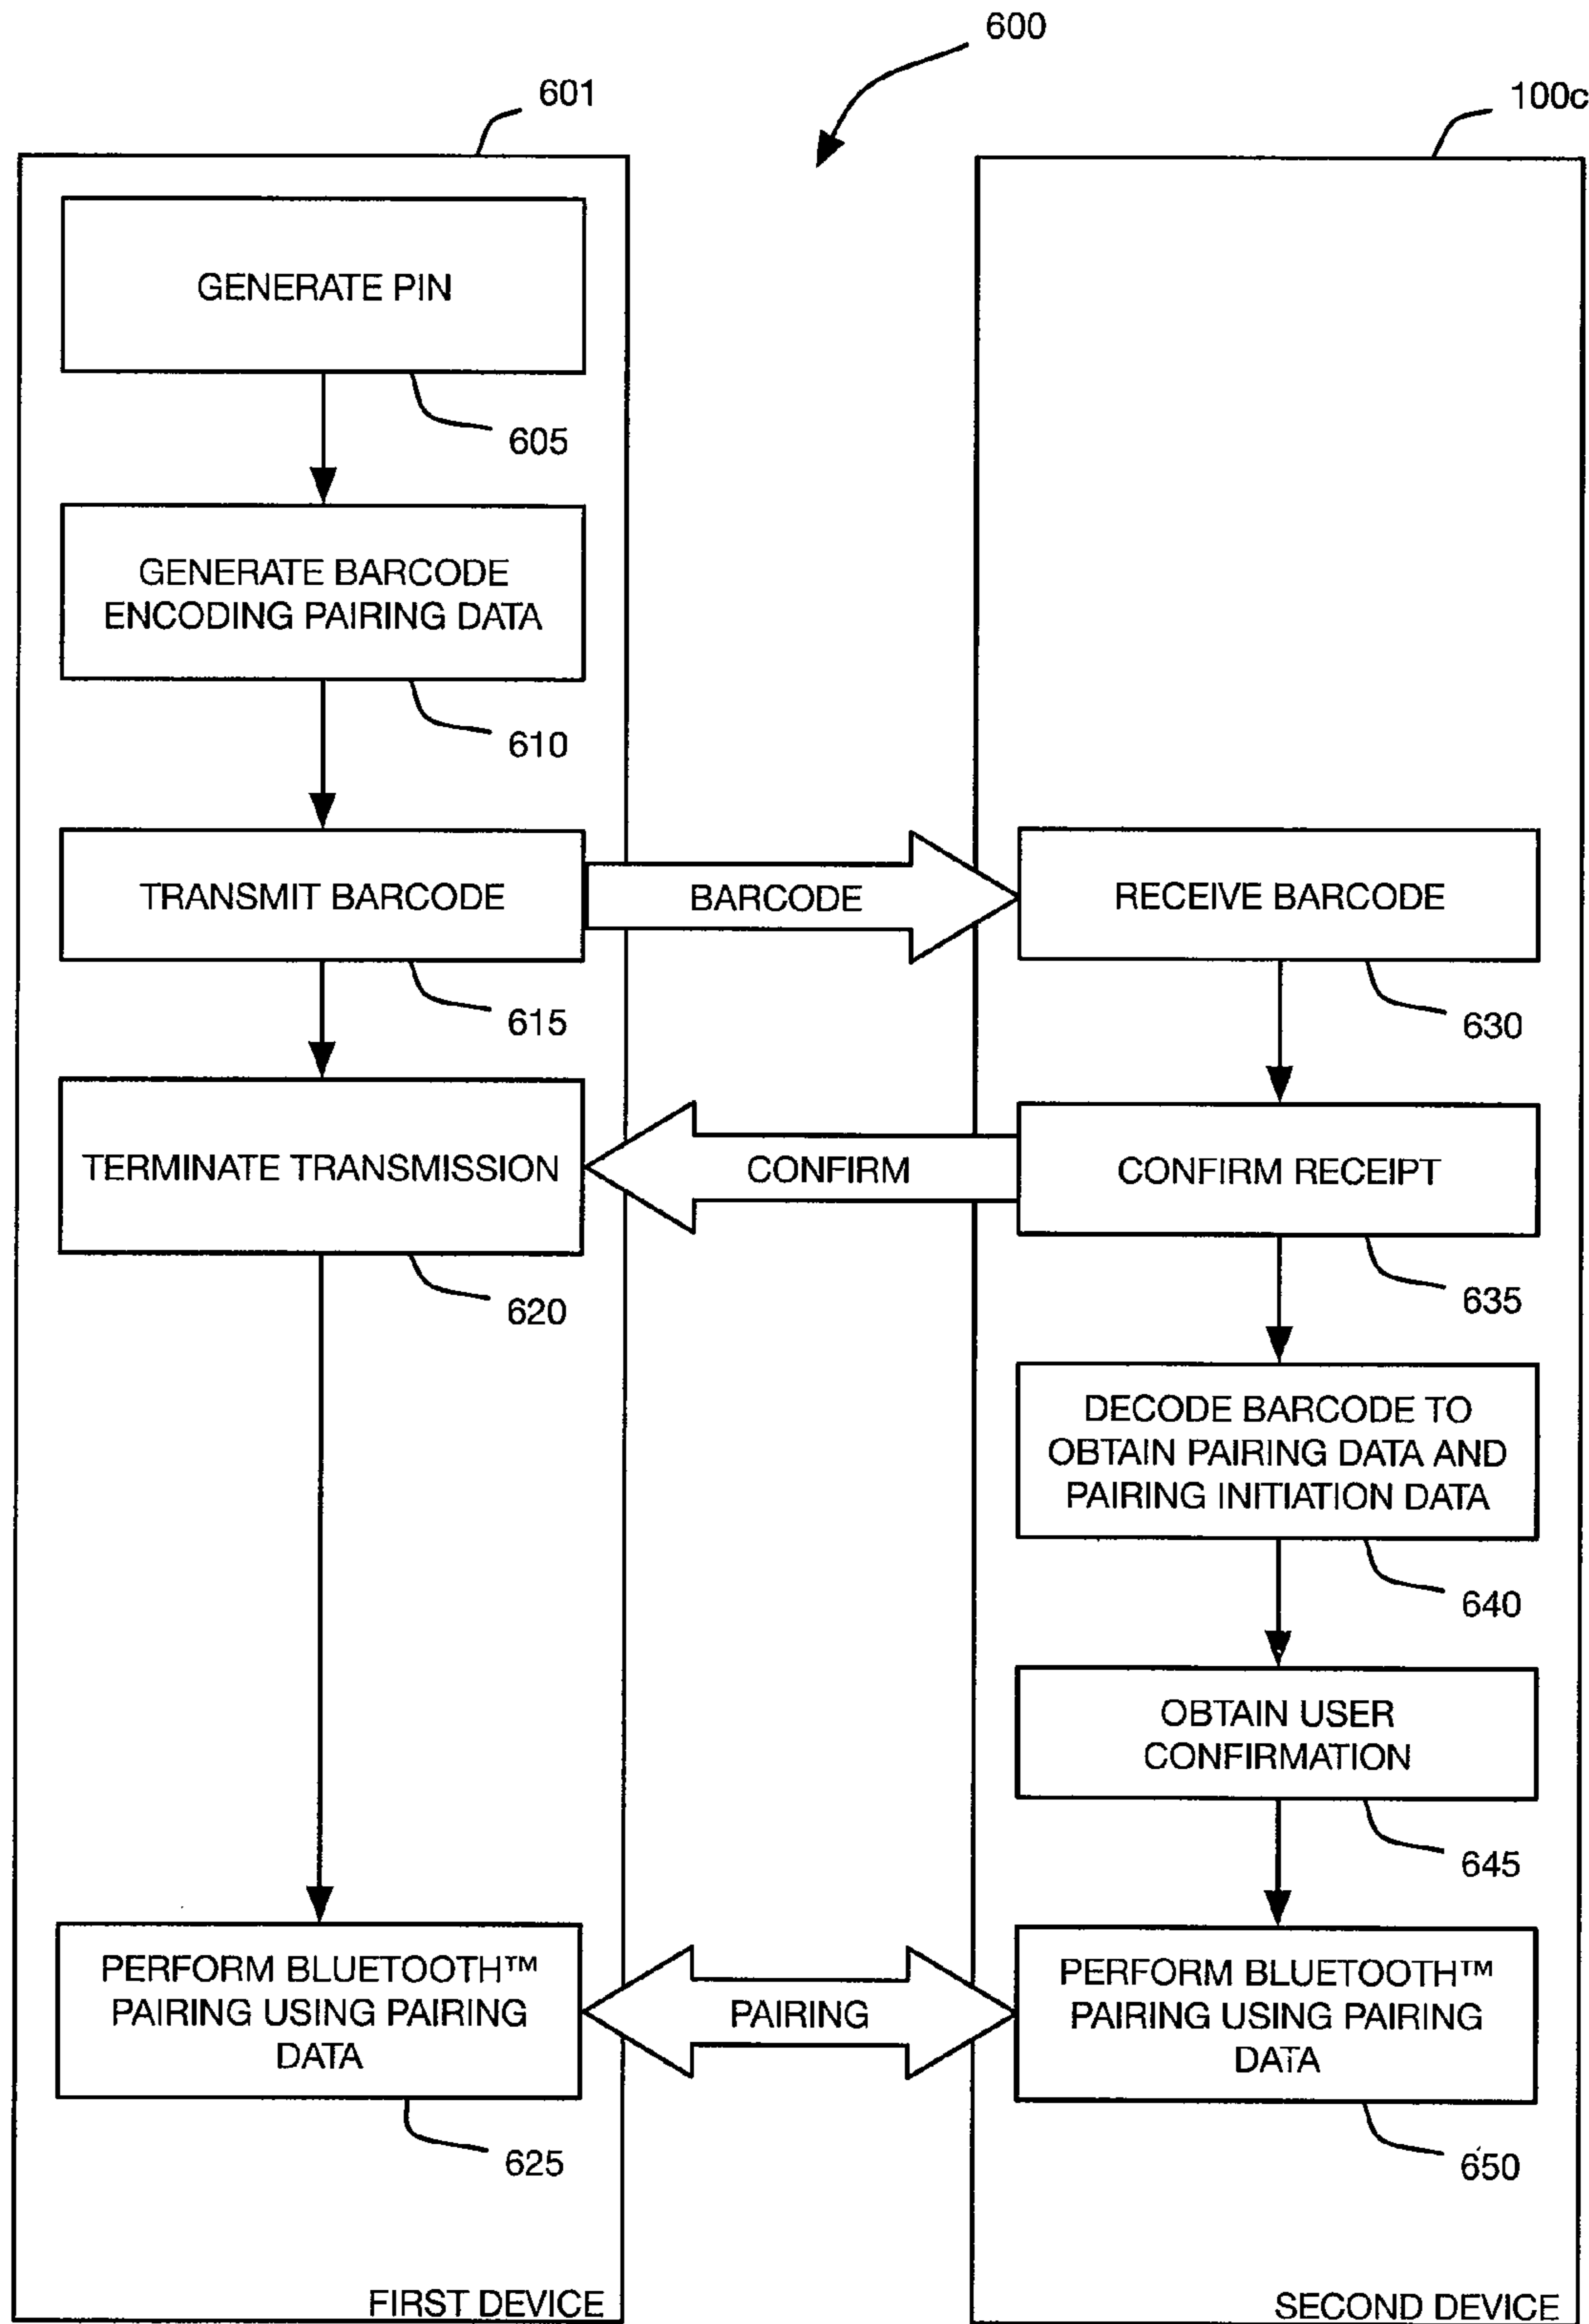 600
601
100c
GENERATE PIN
605
GENERATE BARCODE
ENCODING PAIRING DATA
610
TRANSMIT BARCODE
BARCODE
RECEIVE BARCODE
615
630
TERMINATE TRANSMISSION
CONFIRM
CONFIRM RECEIPT
620
635
DECODE BARCODE TO
OBTAIN PAIRING DATA AND
PAIRING INITIATION DATA
640
OBTAIN USER
CONFIRMATION
645
PERFORM BLUETOOTH™
PAIRING USING PAIRING
DATA
PAIRING
PERFORM BLUETOOTH™
PAIRING USING PAIRING
DATA
625
650
FIRST DEVICE
SECOND DEVICE